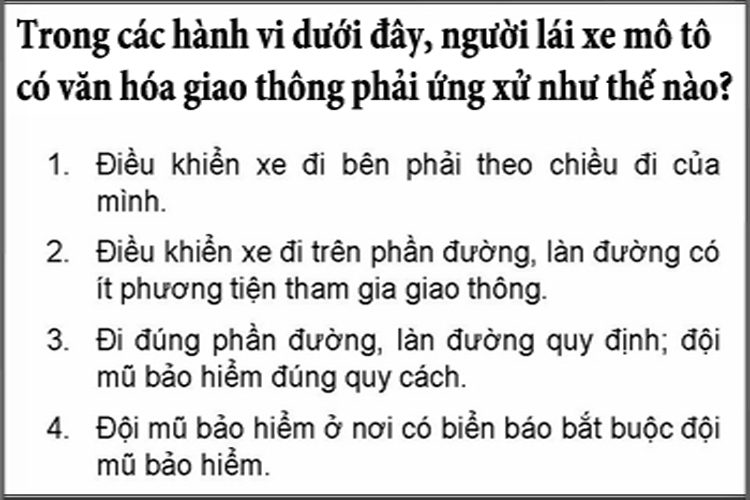 Trong các hành vi dưới đây, người lái xe mô tô
có văn hóa giao thông phải ứng xử như thế nào?
1. Điều khiển xe đi bên phải theo chiều đi của
mình.
2. Điều khiển xe đi trên phần đường, làn đường có
ít phương tiện tham gia giao thông.
3. Đi đúng phần đường, làn đường quy định; đội
mũ bảo hiểm đúng quy cách.
4. Đội mũ bảo hiểm ở nơi có biển báo bắt buộc đội
mũ bảo hiểm.